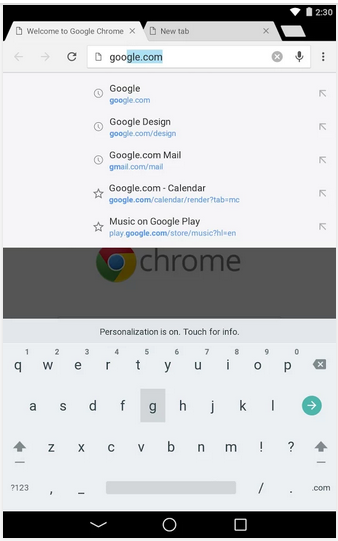 2:30
Welcome to Google Chrome
New tab
google.com
Google
google.com
Google Design
google.com/design
Google.com Mail
gmail.com/mail
Google.com - Calendar
google.com/calendar/render?tab=mc
Music on Google Play
play.google.com/store/music?hl=en
chrome
Personalization is on. Touch for info.
1 2 3 4 5 6 7 8 9 0
q w e r t y u i o p
a s d f g h j k l
z x c v b n m ! ?
?123 , _ / . .com